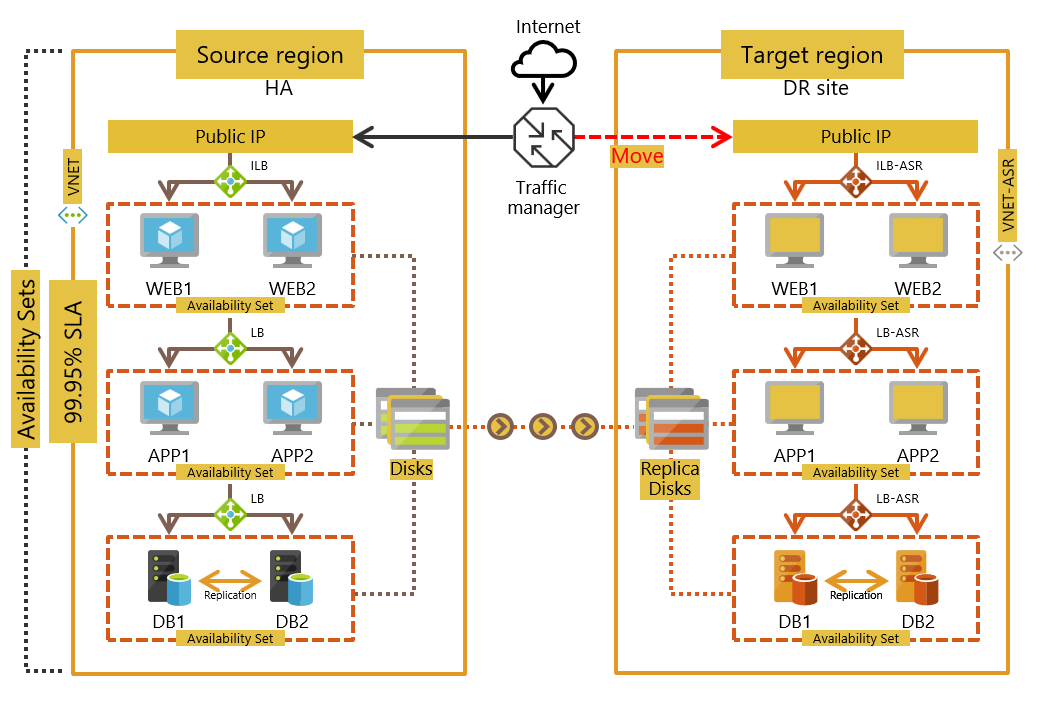 Internet
Source region
HA
Target region
DR site
Public IP
Public IP
Move
Traffic
manager
VNET
VNET-ASR
ILB
ILB-ASR
WEB1
WEB2
Availability Set
WEB1
WEB2
Availability Set
Availability Sets
99.95% SLA
LB
LB-ASR
APP1
APP2
Availability Set
Disks
Replica
Disks
APP1
APP2
Availability Set
LB
LB-ASR
Replication
DB1
DB2
Availability Set
Replication
DB1
DB2
Availability Set